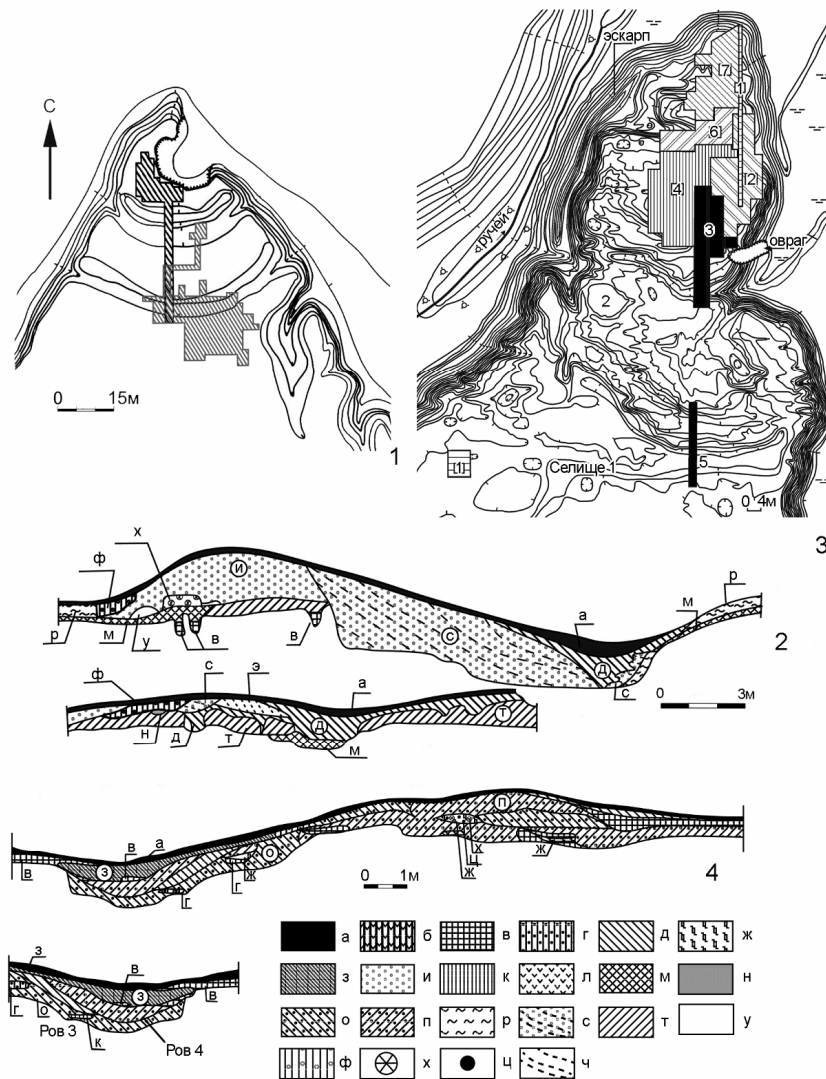 С
0 15м
1
эскарп
[7]
[1]
[6]
[2]
[4]
3
ручей
овраг
2
5
Селище 1
[1]
0 4м
3
х
ф
и
р м у в
в
с
а
д
с
м
р
2
0 3м
ф с э а
н д т
д
м
т
в а
в
з
г
г ж
о
п
ж ц х
ж
0 1м
4
з в
з
в
г о
Ров 3
к
Ров 4
а б в г д ж
з и к л м н
о п р с т у
ф х ц ч